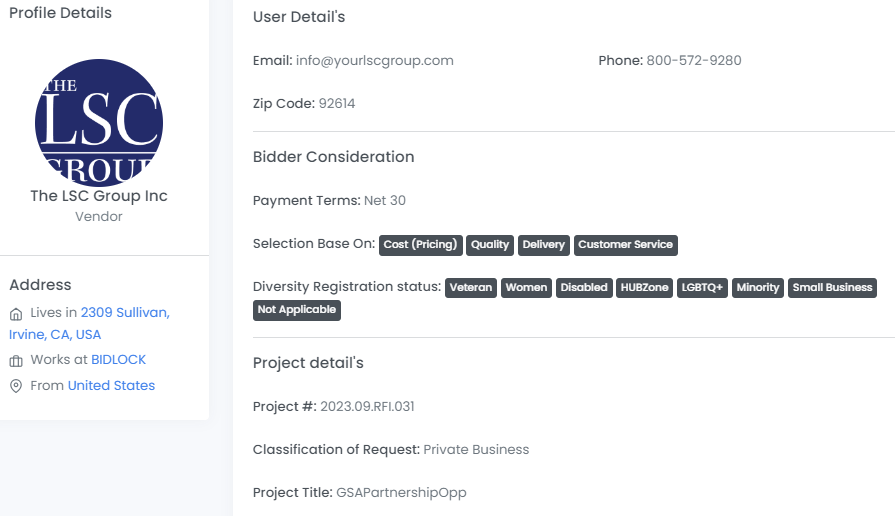 Profile Details
THE
LSC
GROUP
The LSC Group Inc
Vendor
Address
Lives in 2309 Sullivan,
Irvine, CA, USA
Works at BIDLOCK
From United States
User Detail's
Email: info@yourlscgroup.com Phone: 800-572-9280
Zip Code: 92614
Bidder Consideration
Payment Terms: Net 30
Selection Base On: Cost (Pricing) Quality Delivery Customer Service
Diversity Registration status: Veteran Women Disabled HUBZone LGBTQ+ Minority Small Business
Not Applicable
Project detail's
Project #: 2023.09.RFI.031
Classification of Request: Private Business
Project Title: GSAPartnershipOpp